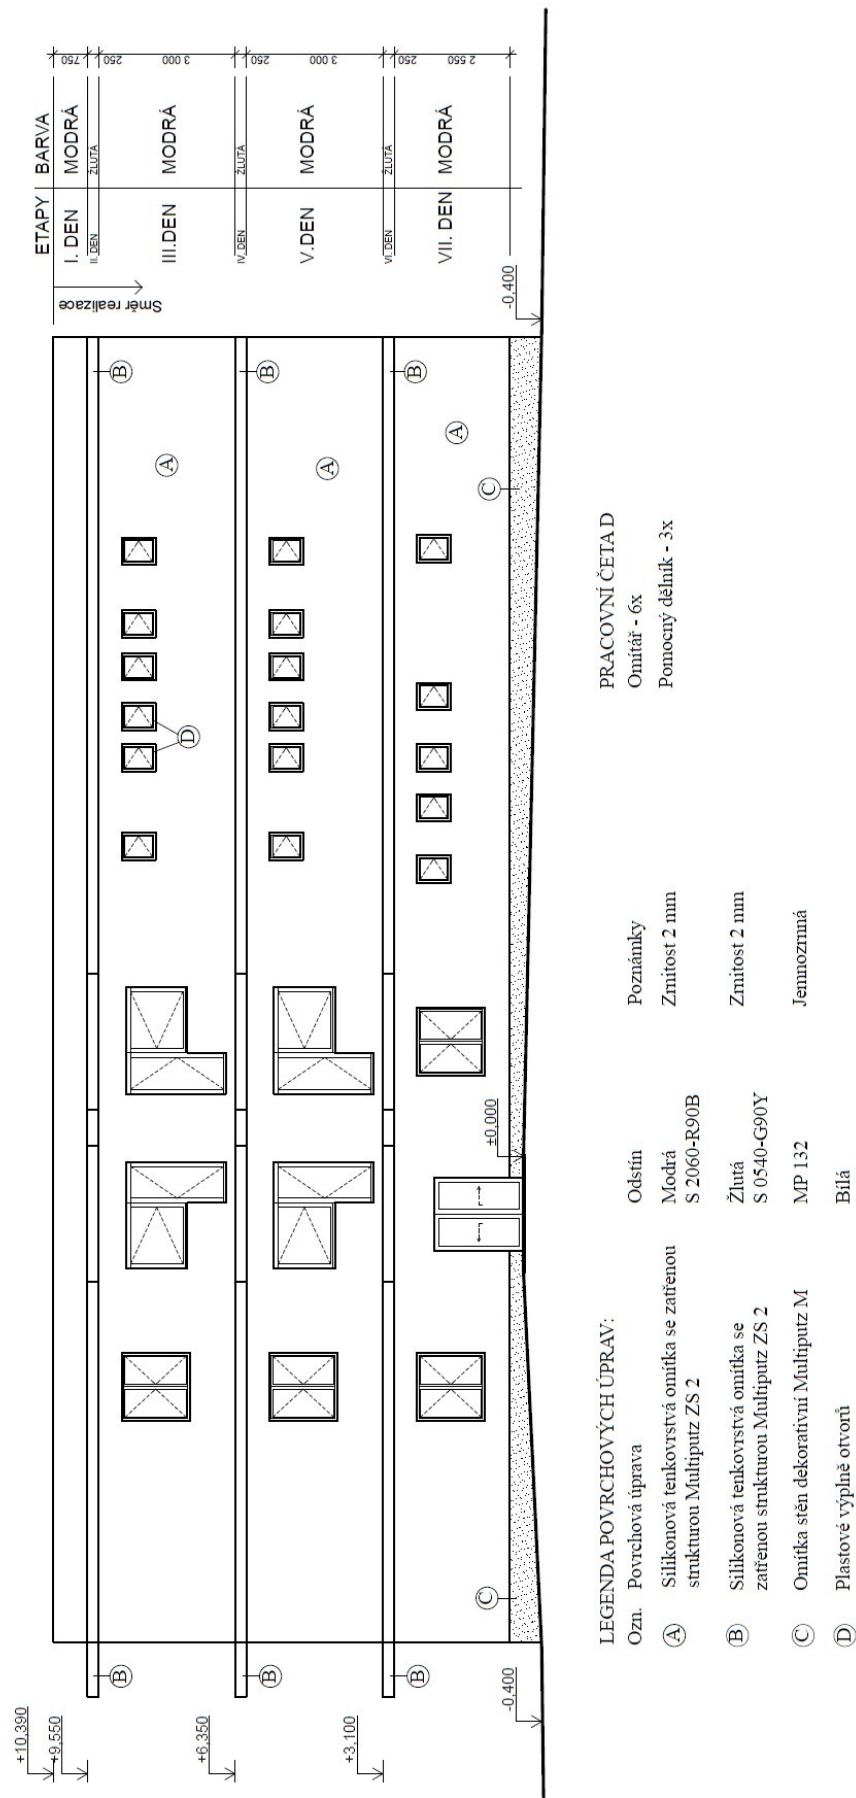 +10,390
+9,550
+6,350
+3,100
-0,400
B
B
B
C
D
A
A
A
C
B
B
B
±0,000
-0,400
Směr realizace
ETAPY BARVA
I. DEN MODRÁ 750
II. DEN ŽLUTÁ 250
III.DEN MODRÁ 3 000
IV. DEN ŽLUTÁ 250
V.DEN MODRÁ 3 000
VI. DEN ŽLUTÁ 250
VII. DEN MODRÁ 2 550
LEGENDA POVRCHOVÝCH ÚPRAV:
Ozn. Povrchová úprava Odstín Poznámky
A Silikonová tenkovrstvá omítka se zatřenou Modrá Zrnitost 2 mm
strukturou Multiputz ZS 2 S 2060-R90B
B Silikonová tenkovrstvá omítka se Žlutá Zrnitost 2 mm
zatřenou strukturou Multiputz ZS 2 S 0540-G90Y
C Omítka stěn dekorativní Multiputz M MP 132 Jemnozrnná
D Plastové výplně otvorů Bílá
PRACOVNÍ ČETA D
Omítář - 6x
Pomocný dělník - 3x